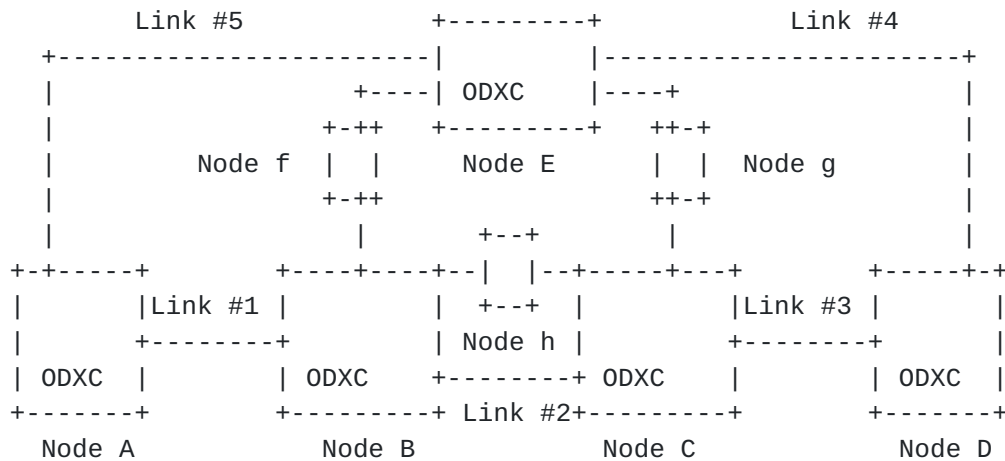 Link #5 Link #4
ODXC
Node f Node E Node g
Link #1 Link #3
Node h
ODXC ODXC ODXC ODXC
Link #2
Node A Node B Node C Node D